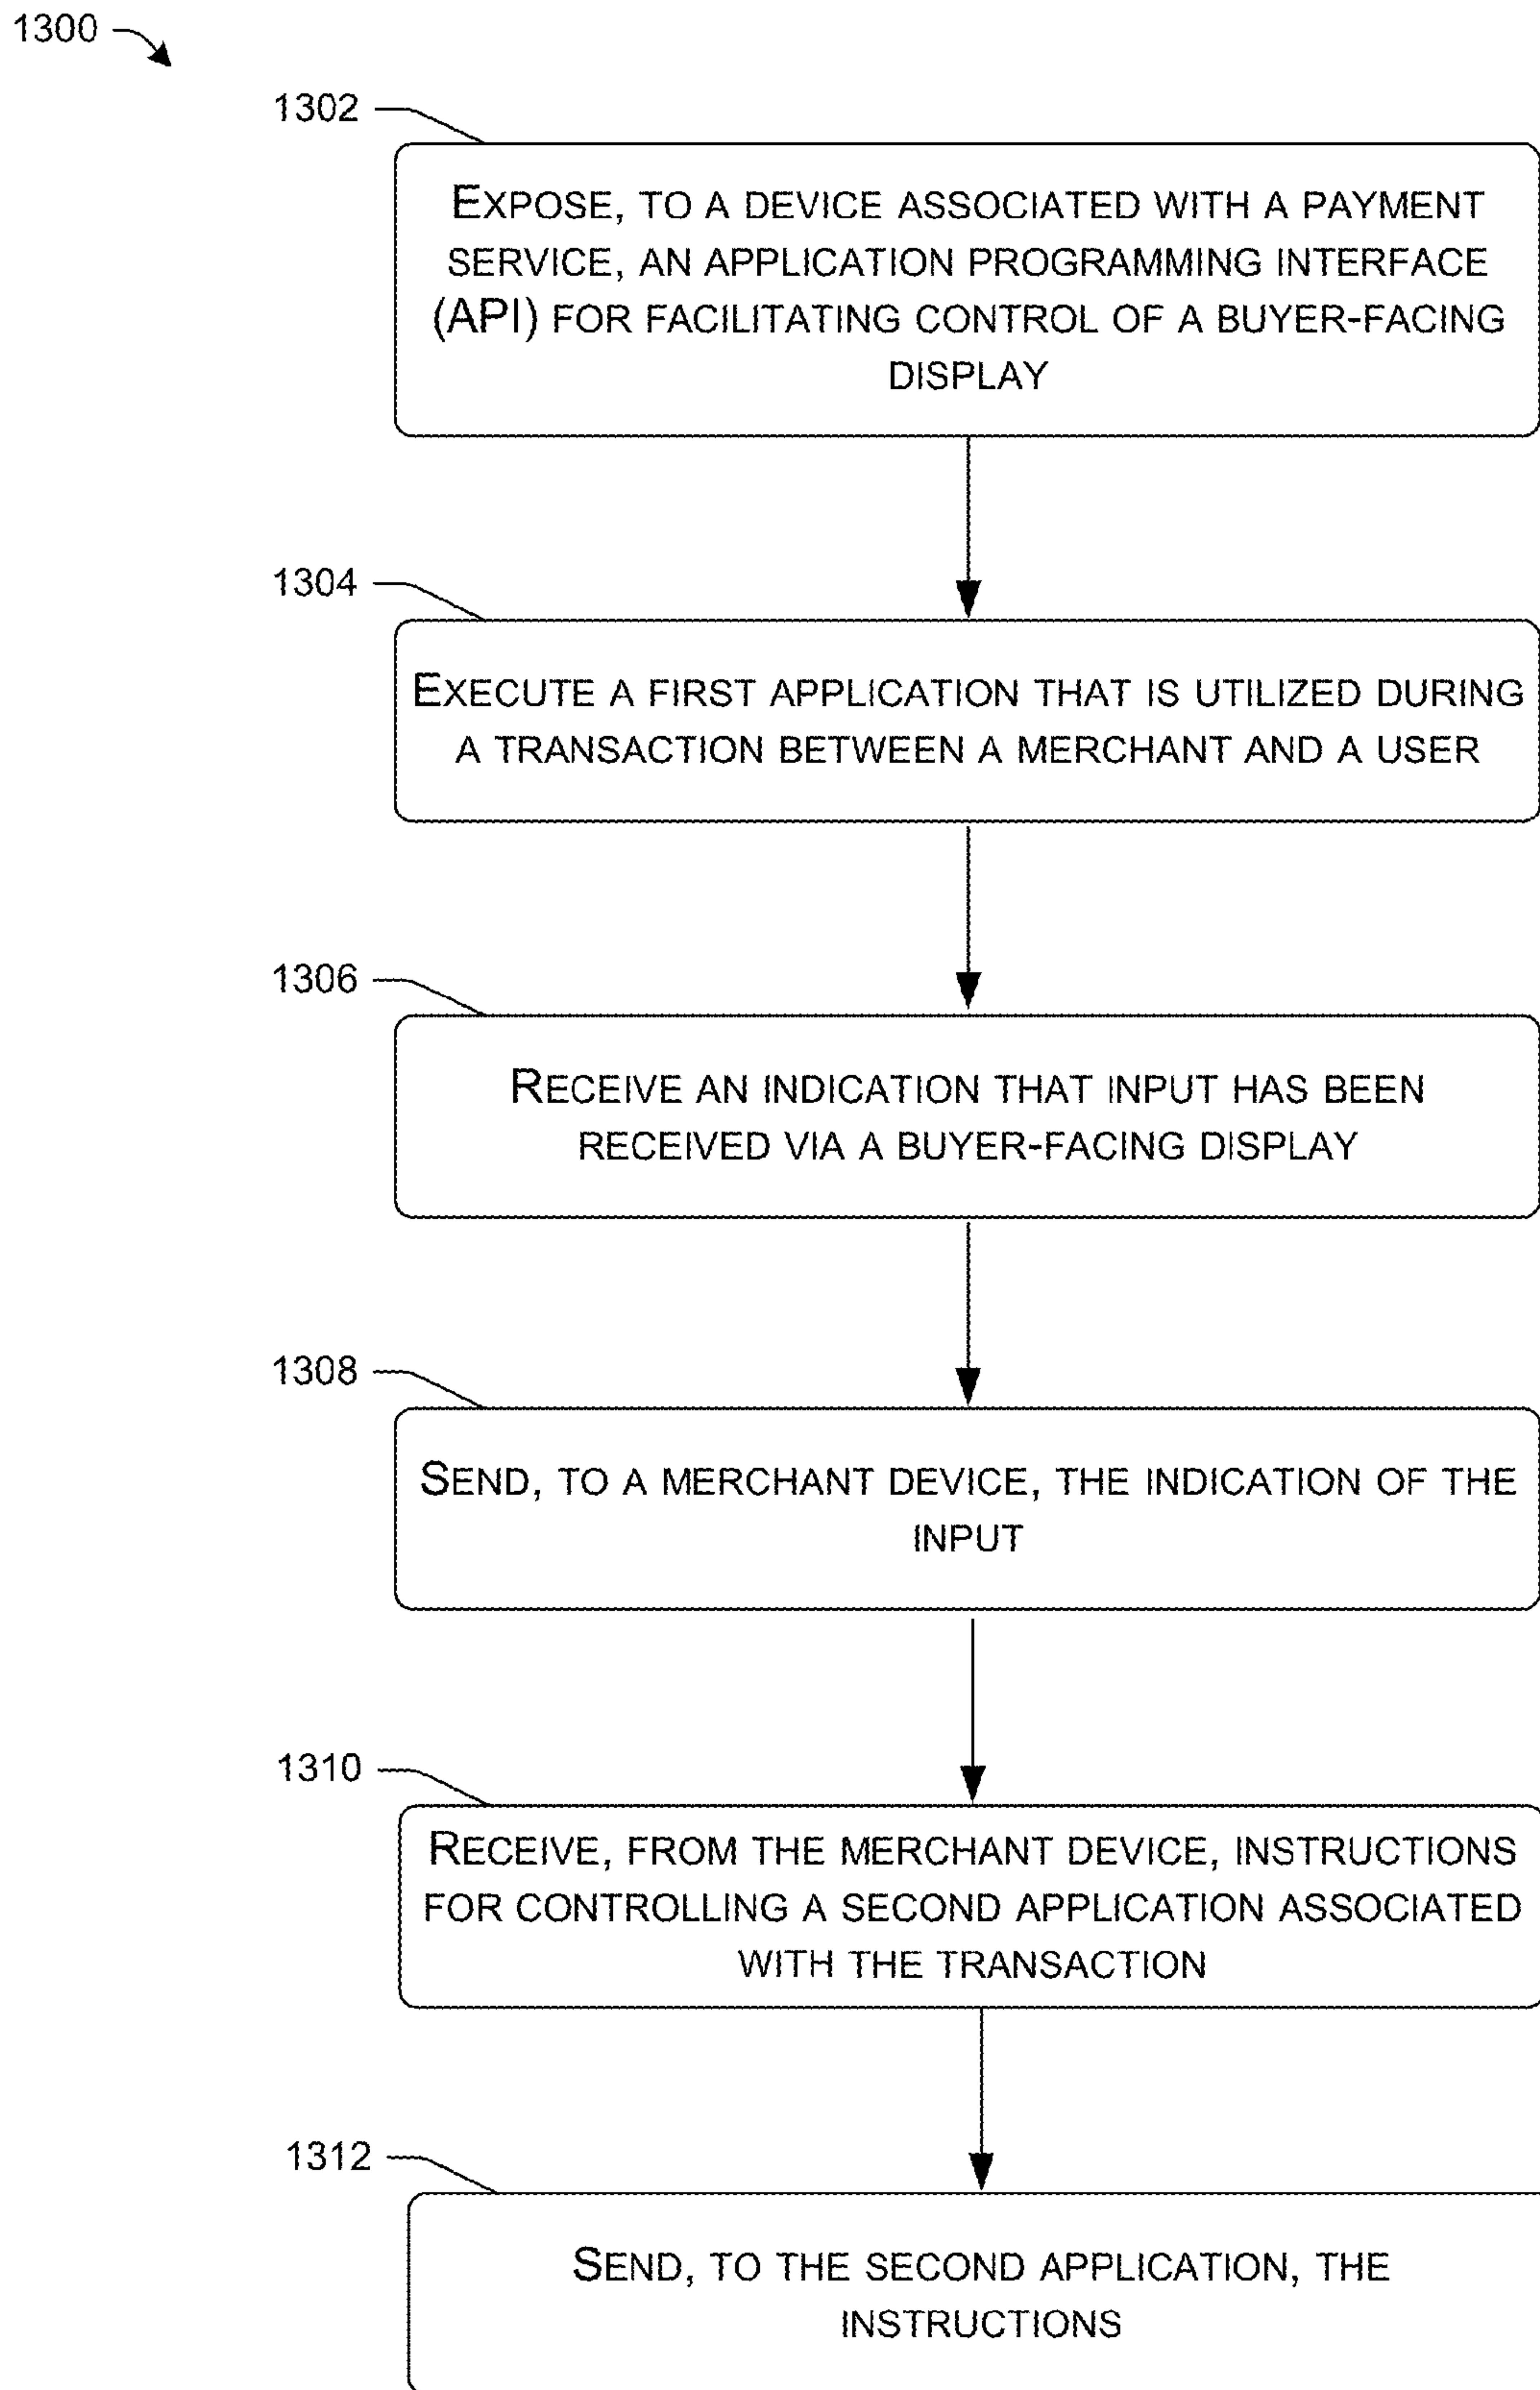 1300
1302
EXPOSE, TO A DEVICE ASSOCIATED WITH A PAYMENT
SERVICE, AN APPLICATION PROGRAMMING INTERFACE
(API) FOR FACILITATING CONTROL OF A BUYER-FACING
DISPLAY
1304
EXECUTE A FIRST APPLICATION THAT IS UTILIZED DURING
A TRANSACTION BETWEEN A MERCHANT AND A USER
1306
RECEIVE AN INDICATION THAT INPUT HAS BEEN
RECEIVED VIA A BUYER-FACING DISPLAY
1308
SEND, TO A MERCHANT DEVICE, THE INDICATION OF THE
INPUT
1310
RECEIVE, FROM THE MERCHANT DEVICE, INSTRUCTIONS
FOR CONTROLLING A SECOND APPLICATION ASSOCIATED
WITH THE TRANSACTION
1312
SEND, TO THE SECOND APPLICATION, THE
INSTRUCTIONS